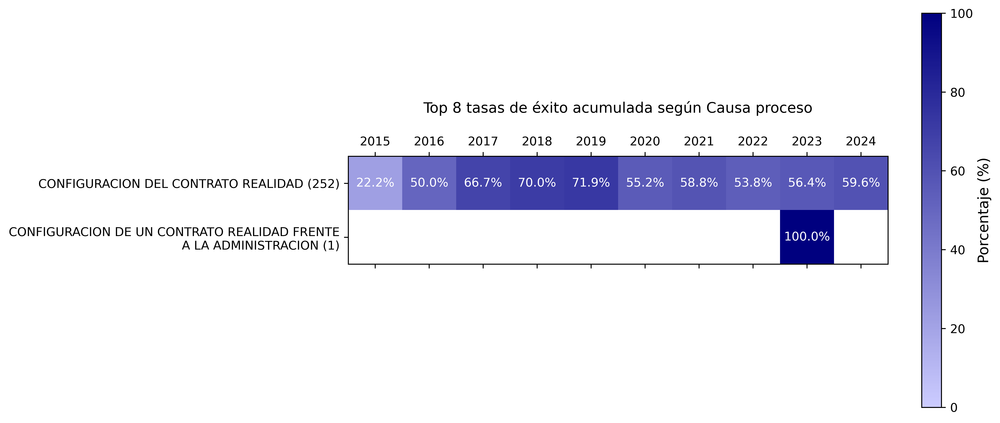 Top 8 tasas de éxito acumulada según Causa proceso
2015 2016 2017 2018 2019 2020 2021 2022 2023 2024
CONFIGURACION DEL CONTRATO REALIDAD (252) 22.2% 50.0% 66.7% 70.0% 71.9% 55.2% 58.8% 53.8% 56.4% 59.6%
CONFIGURACION DE UN CONTRATO REALIDAD FRENTE
A LA ADMINISTRACION (1)
100.0%
100
80
60
40
20
0
Porcentaje (%)